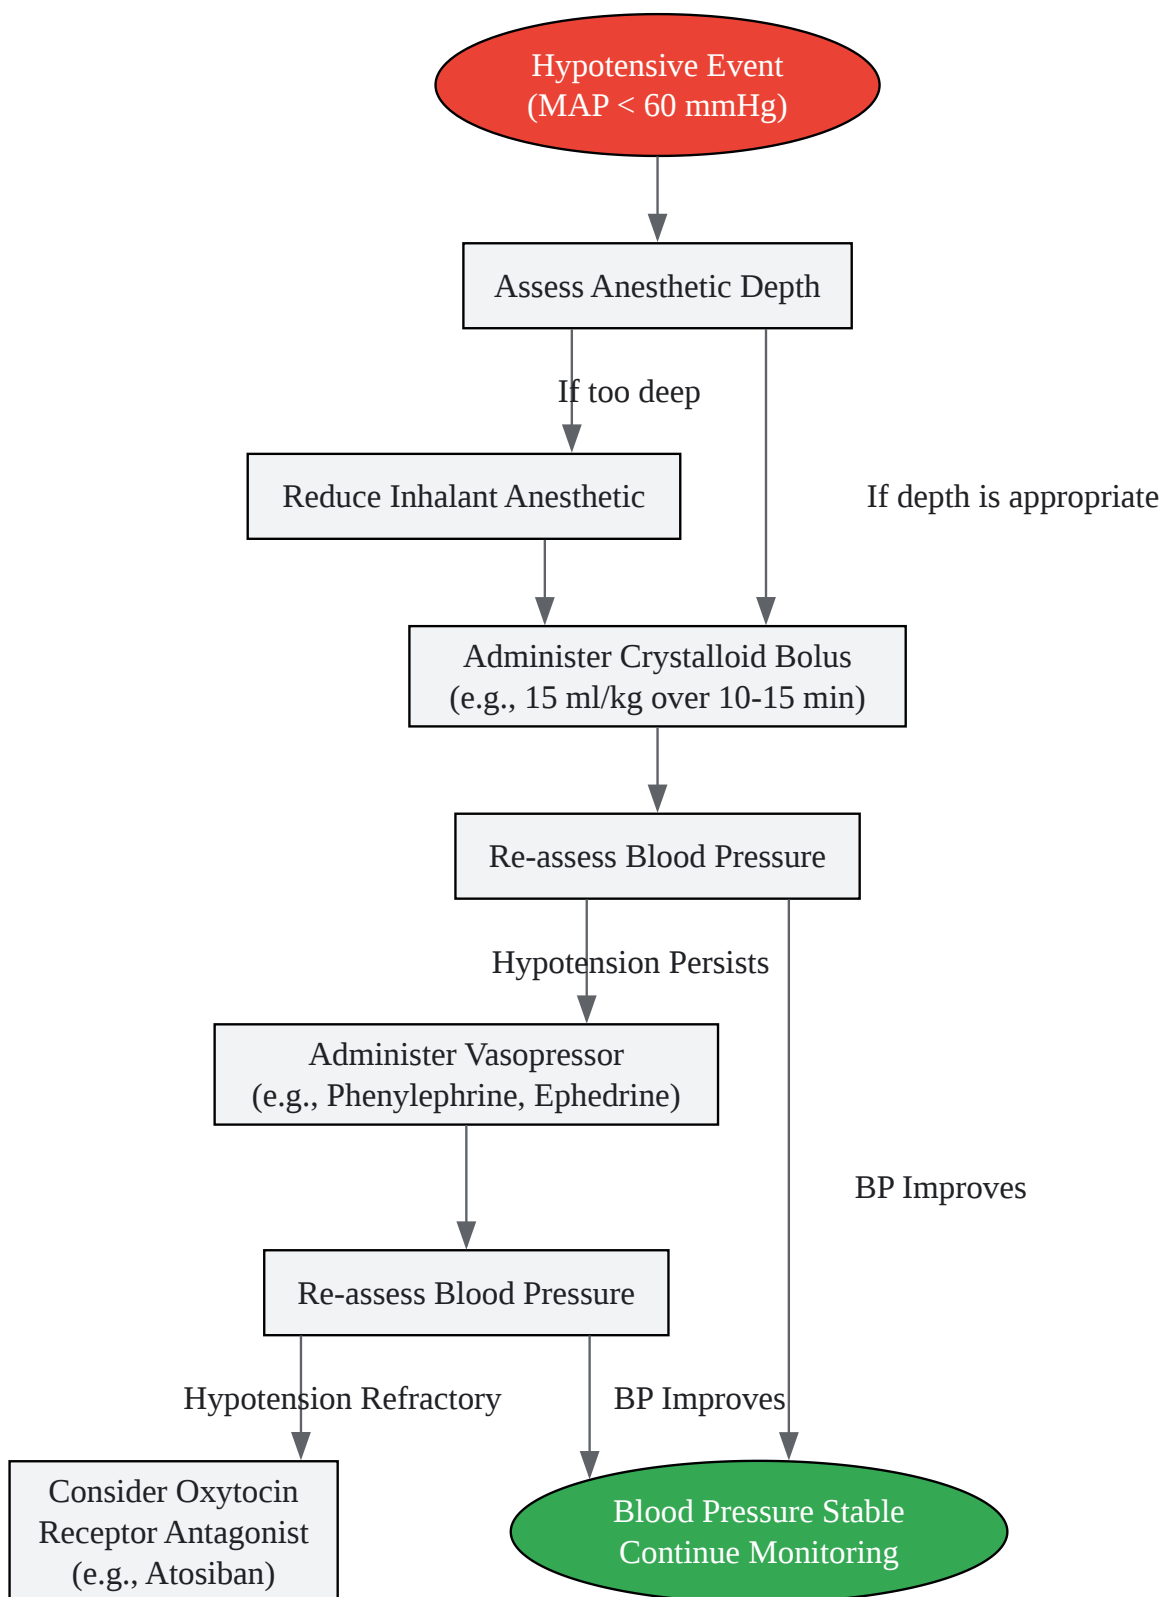 Hypotensive Event
(MAP < 60 mmHg)
Assess Anesthetic Depth
If too deep
Reduce Inhalant Anesthetic
If depth is appropriate
Administer Crystalloid Bolus
(e.g., 15 ml/kg over 10-15 min)
Re-assess Blood Pressure
Hypotension Persists
Administer Vasopressor
(e.g., Phenylephrine, Ephedrine)
BP Improves
Re-assess Blood Pressure
Hypotension Refractory
BP Improves
Consider Oxytocin
Receptor Antagonist
(e.g., Atosiban)
Blood Pressure Stable
Continue Monitoring